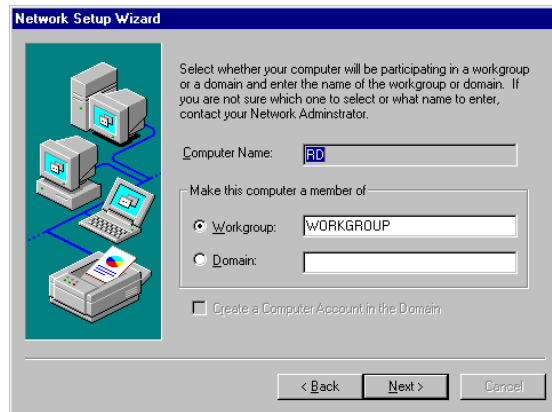 Network Setup Wizard
Select whether your computer will be participating in a workgroup
or a domain and enter the name of the workgroup or domain. If
you are not sure which one to select or what name to enter,
contact your Network Adminstrator.
Computer Name: RD
Make this computer a member of
Workgroup: WORKGROUP
Domain:
Create a Computer Account in the Domain
< Back Next > Cancel